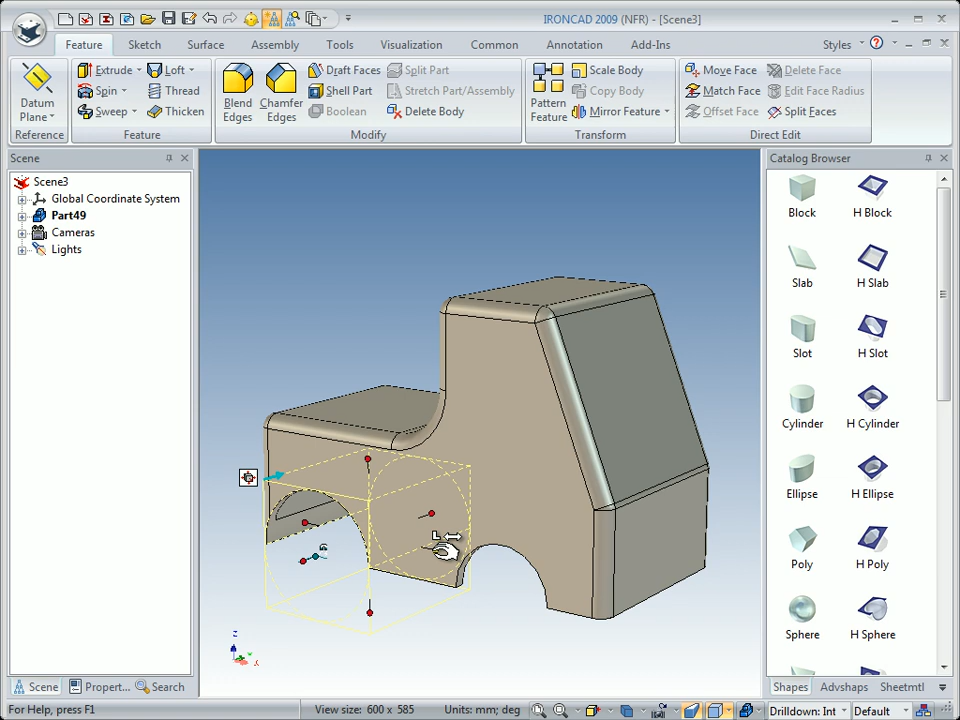 IRONCAD 2009 (NFR) - [Scene3]
Feature Sketch Surface Assembly Tools Visualization Common Annotation Add-Ins Styles
Datum Plane
Reference
Extrude Loft
Spin Thread
Sweep Thicken
Feature
Blend Edges
Chamfer Edges
Draft Faces Split Part
Shell Part Stretch Part/Assembly
Boolean Delete Body
Modify
Pattern Feature
Scale Body
Copy Body
Mirror Feature
Transform
Move Face Delete Face
Match Face Edit Face Radius
Offset Face Split Faces
Direct Edit
Scene
Scene3
Global Coordinate System
Part49
Cameras
Lights
Catalog Browser
Block H Block
Slab H Slab
Slot H Slot
Cylinder H Cylinder
Ellipse H Ellipse
Poly H Poly
Sphere H Sphere
L
z
x
Scene Propert... Search
Shapes Advshaps Sheetmtl
For Help, press F1 View size: 600 x 585 Units: mm; deg Drilldown: Int Default